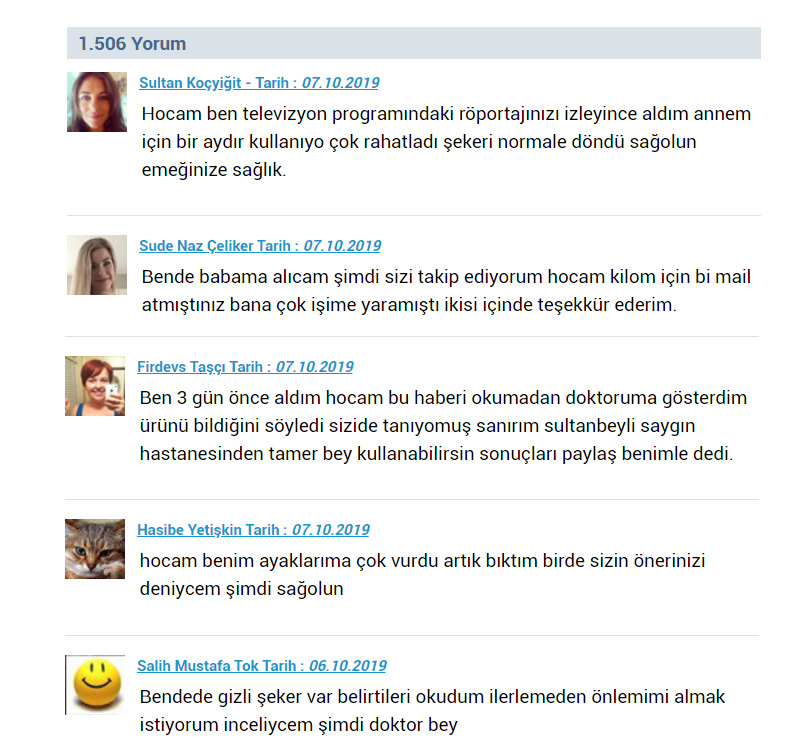 1.506 Yorum
Sultan Koçyiğit - Tarih : 07.10.2019
Hocam ben televizyon programındaki röportajınızı izleyince aldım annem
için bir aydır kullanıyo çok rahatladı şekeri normale döndü sağolun
emeğinize sağlık.
Sude Naz Çeliker Tarih : 07.10.2019
Bende babama alıcam şimdi sizi takip ediyorum hocam kilom için bi mail
atmıştınız bana çok işime yaramıştı ikisi içinde teşekkür ederim.
Firdevs Taşçı Tarih : 07.10.2019
Ben 3 gün önce aldım hocam bu haberi okumadan doktoruma gösterdim
ürünü bildiğini söyledi sizide tanıyomuş sanırım sultanbeyli saygın
hastanesinden tamer bey kullanabilirsin sonuçları paylaş benimle dedi.
Hasibe Yetişkin Tarih : 07.10.2019
hocam benim ayaklarıma çok vurdu artık bıktım birde sizin önerinizi
deniycem şimdi sağolun
Salih Mustafa Tok Tarih : 06.10.2019
Bendede gizli şeker var belirtileri okudum ilerlemeden önlemimi almak
istiyorum inceliycem şimdi doktor bey